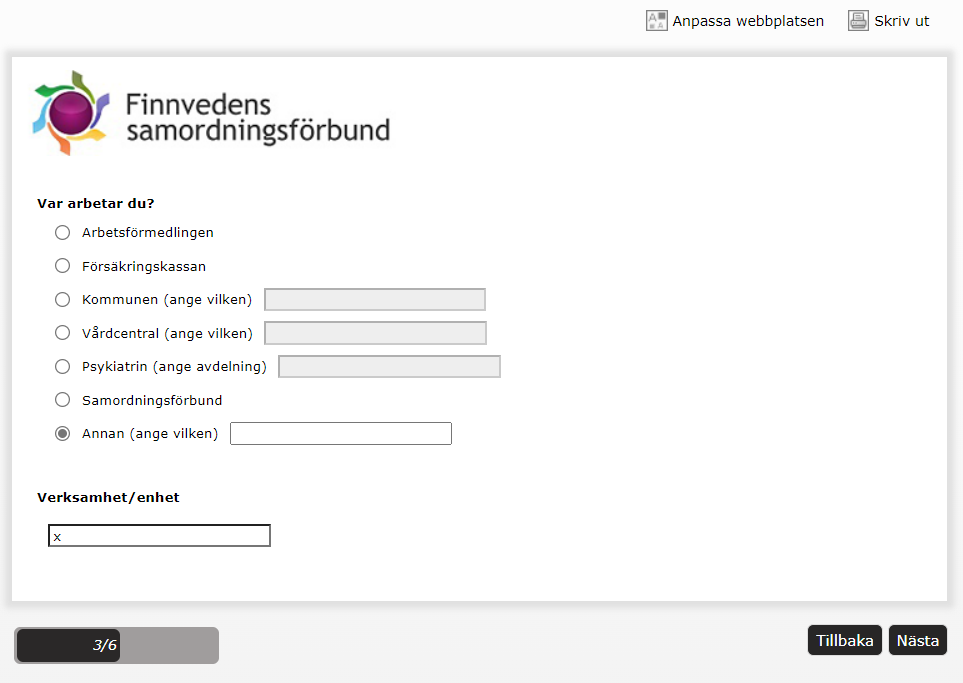 Anpassa webbplatsen Skriv ut
Finnvedens
samordningsförbund
Var arbetar du?
Arbetsförmedlingen
Försäkringskassan
Kommunen (ange vilken)
Vårdcentral (ange vilken)
Psykiatrin (ange avdelning)
Samordningsförbund
Annan (ange vilken)
Verksamhet/enhet
x
3/6 Tillbaka Nästa